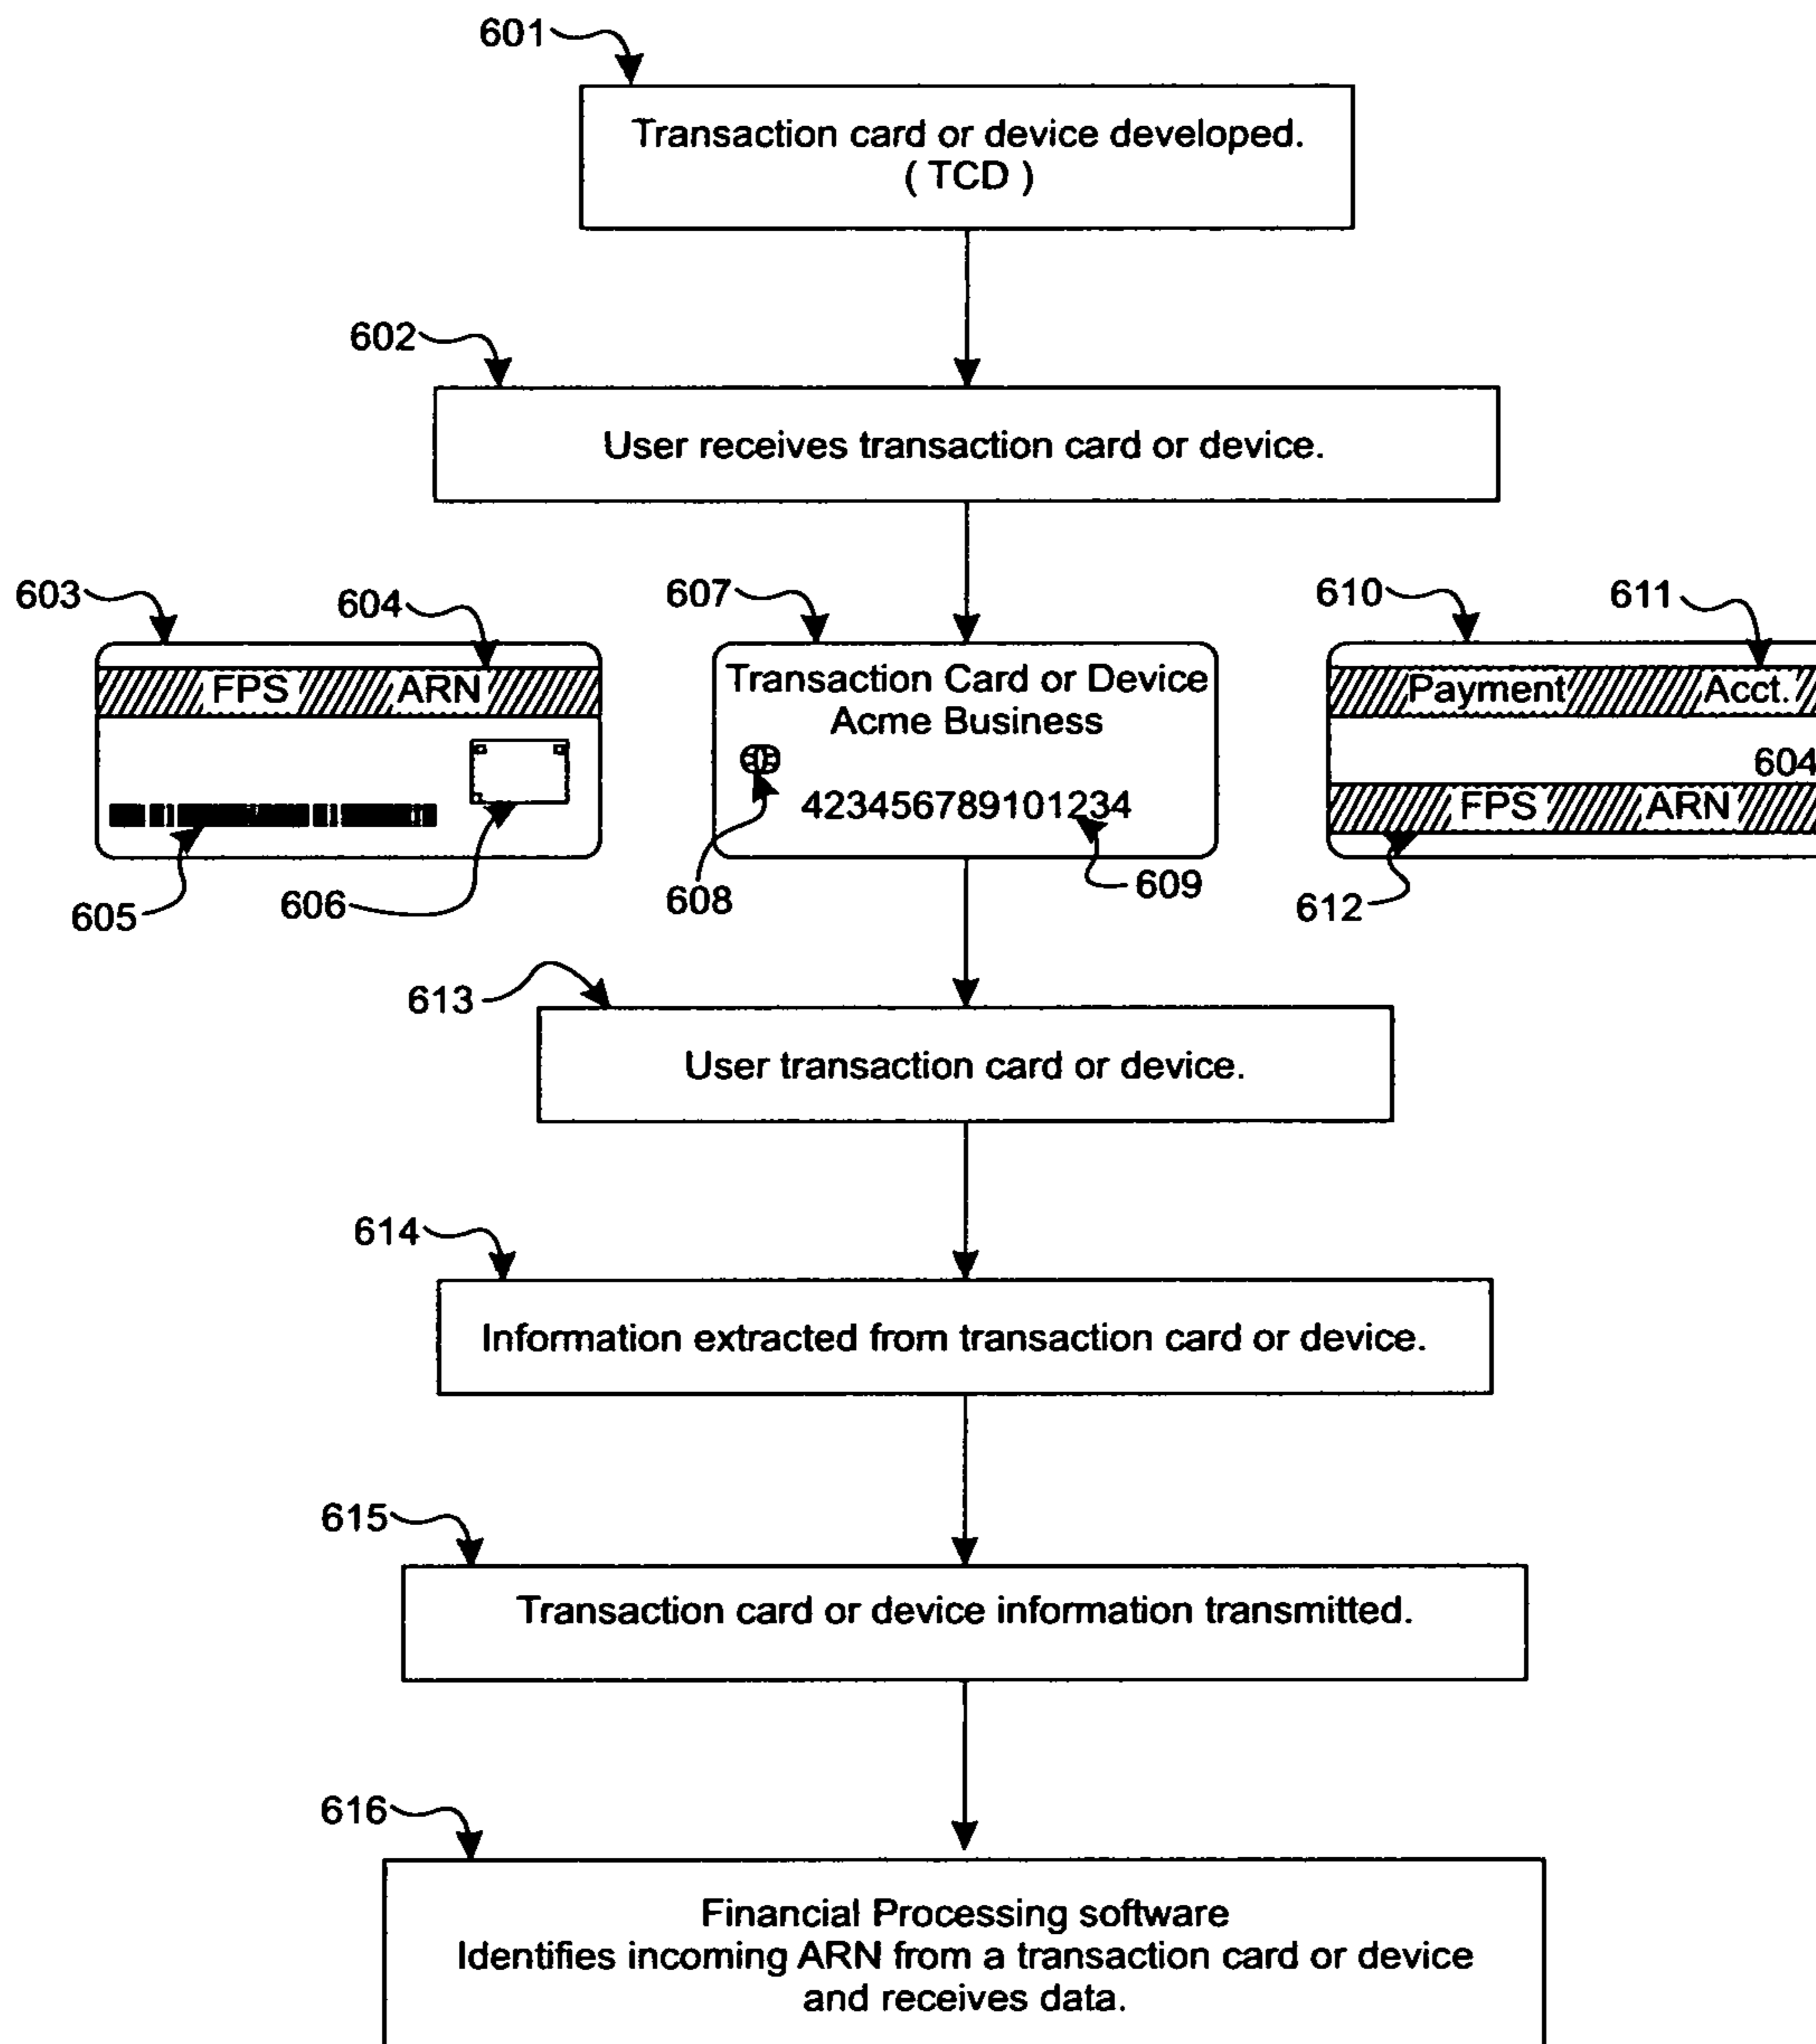 601
Transaction card or device developed.
( TCD )
602
User receives transaction card or device.
603
604
607
610
611
FPS
ARN
Transaction Card or Device
Acme Business
423456789101234
Payment
Acct.
604
FPS
ARN
605
606
608
609
612
613
User transaction card or device.
614
Information extracted from transaction card or device.
615
Transaction card or device information transmitted.
616
Financial Processing software
Identifies incoming ARN from a transaction card or device
and receives data.